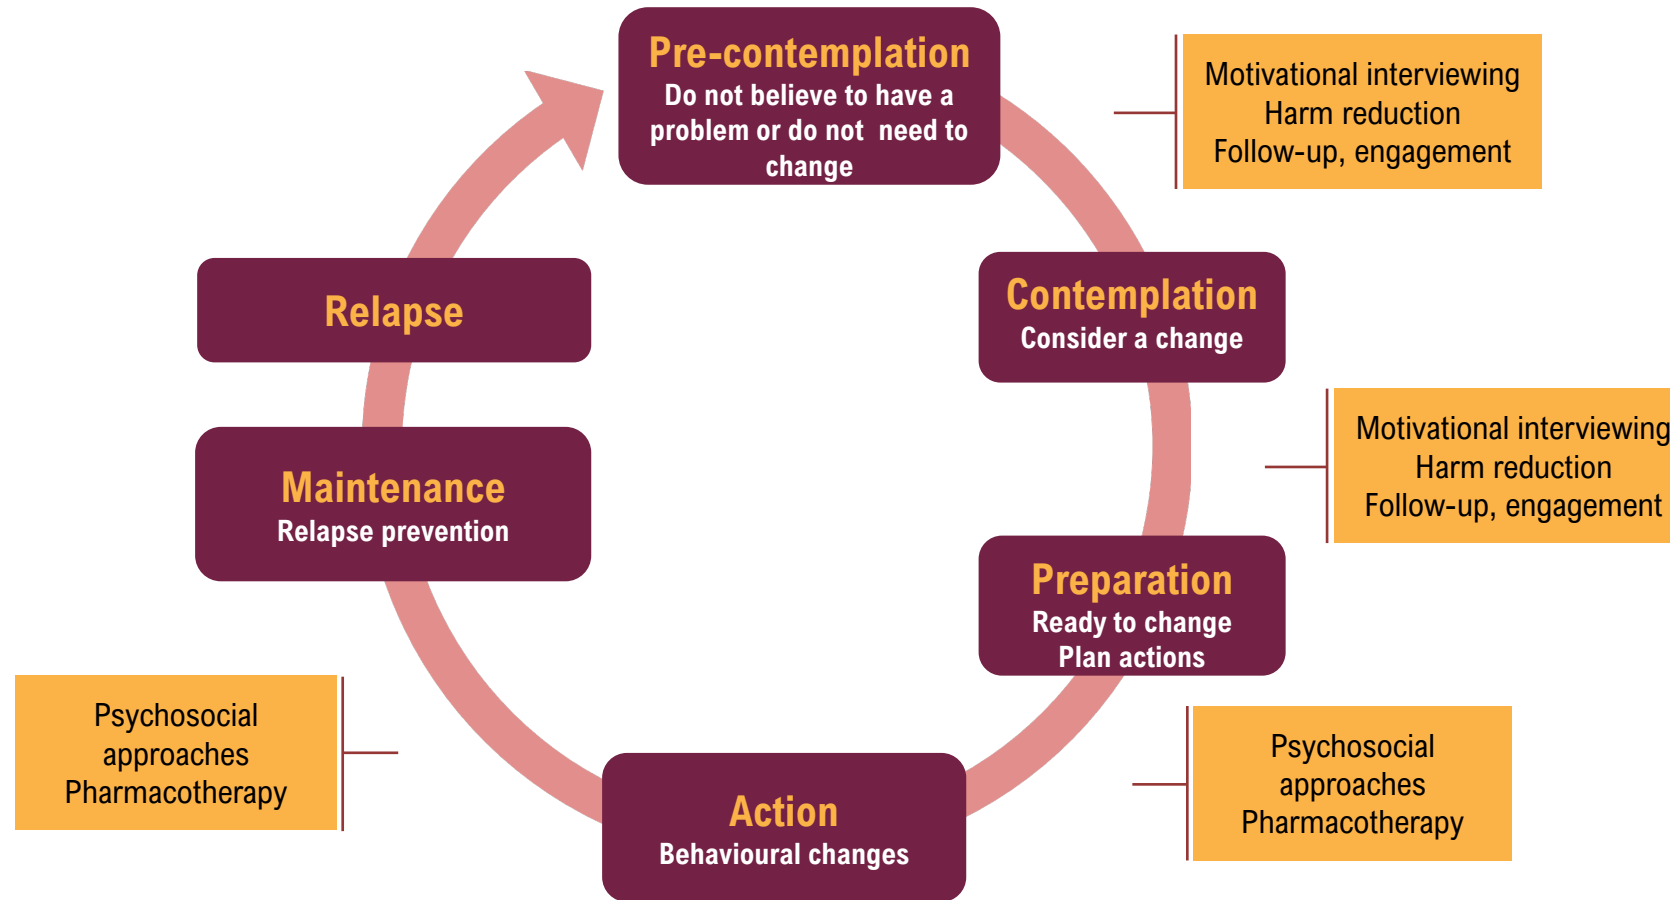 Pre-contemplation
Do not believe to have a
problem or do not need to
change
Motivational interviewing
Harm reduction
Follow-up, engagement
Contemplation
Consider a change
Motivational interviewing
Harm reduction
Follow-up, engagement
Preparation
Ready to change
Plan actions
Psychosocial
approaches
Pharmacotherapy
Action
Behavioural changes
Psychosocial
approaches
Pharmacotherapy
Maintenance
Relapse prevention
Relapse